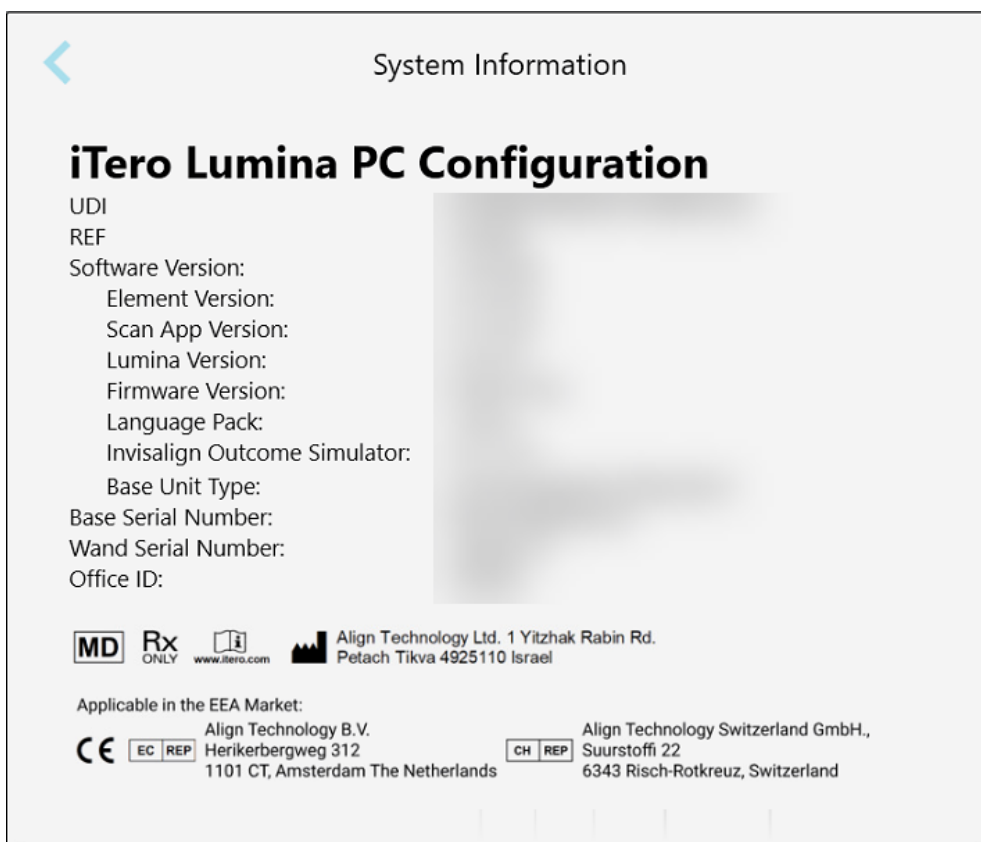 System Information
iTero Lumina PC Configuration
UDI
REF
Software Version:
Element Version:
Scan App Version:
Lumina Version:
Firmware Version:
Language Pack:
Invisalign Outcome Simulator:
Base Unit Type:
Base Serial Number:
Wand Serial Number:
Office ID:
MD
Rx
ONLY
www.itero.com
Align Technology Ltd. 1 Yitzhak Rabin Rd.
Petach Tikva 4925110 Israel
Applicable in the EEA Market:
CE
EC REP
Align Technology B.V.
Herikerbergweg 312
1101 CT, Amsterdam The Netherlands
CH REP
Align Technology Switzerland GmbH.,
Suurstoffi 22
6343 Risch-Rotkreuz, Switzerland